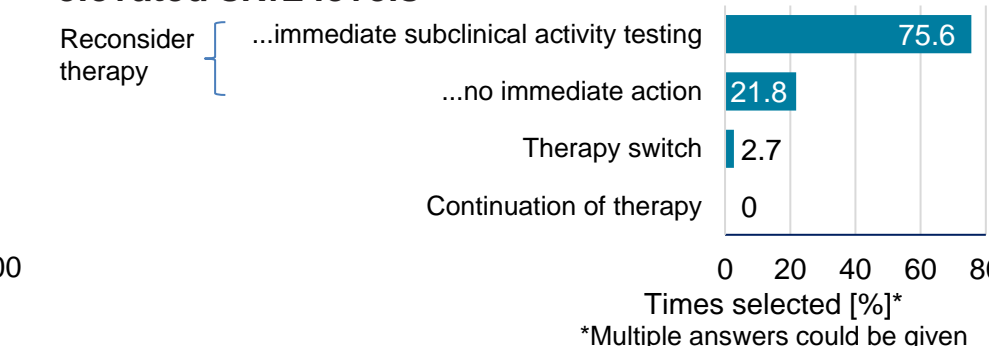 Reconsider
therapy
...immediate subclinical activity testing
75.6
...no immediate action
21.8
Therapy switch
2.7
Continuation of therapy
0
0 20 40 60
Times selected [%]*
*Multiple answers could be given